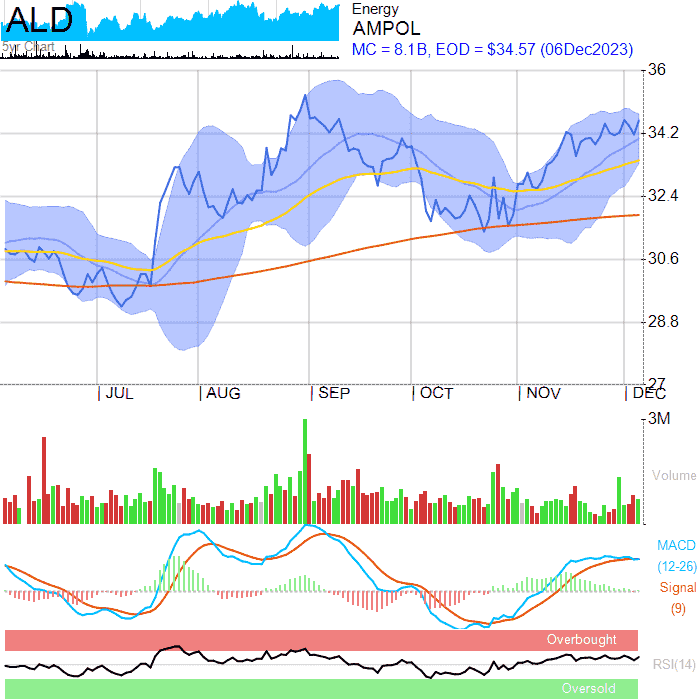 ALD
5yr Chart
Energy
AMPOL
MC = 8.1B, EOD = $34.57 (06Dec2023)
36
34.2
32.4
30.6
28.8
27
JUL AUG SEP OCT NOV DEC
3M
Volume
MACD
(12-26)
Signal
(9)
Overbought
RSI(14)
Oversold